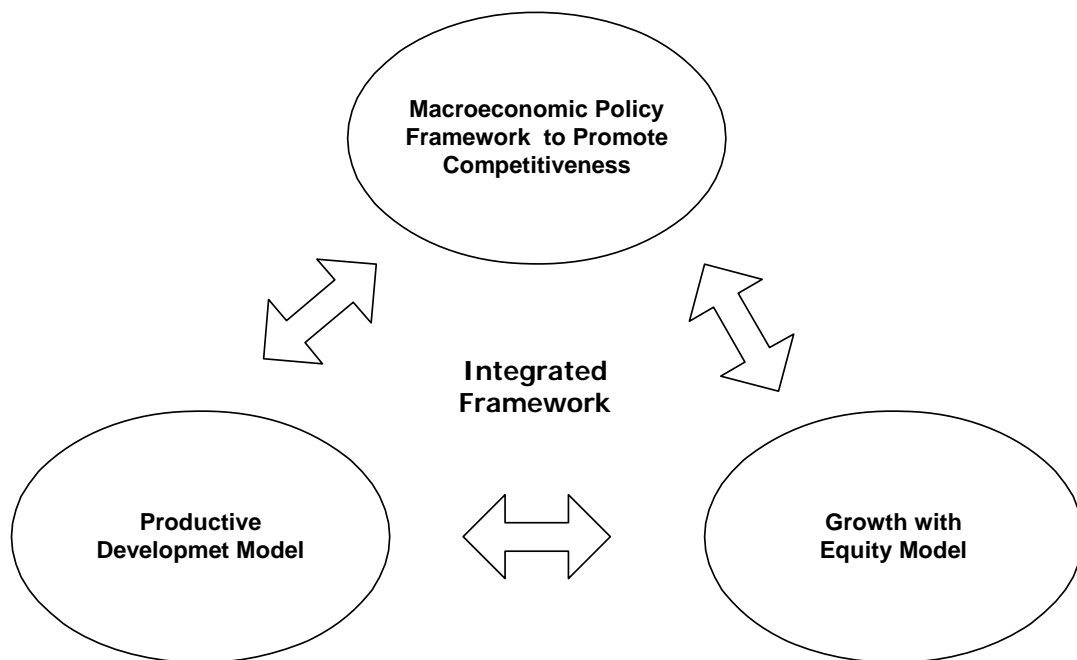 Macroeconomic Policy
Framework  to Promote
Competitiveness
Integrated
Framework
Productive
Developmet Model
Growth with
Equity Model